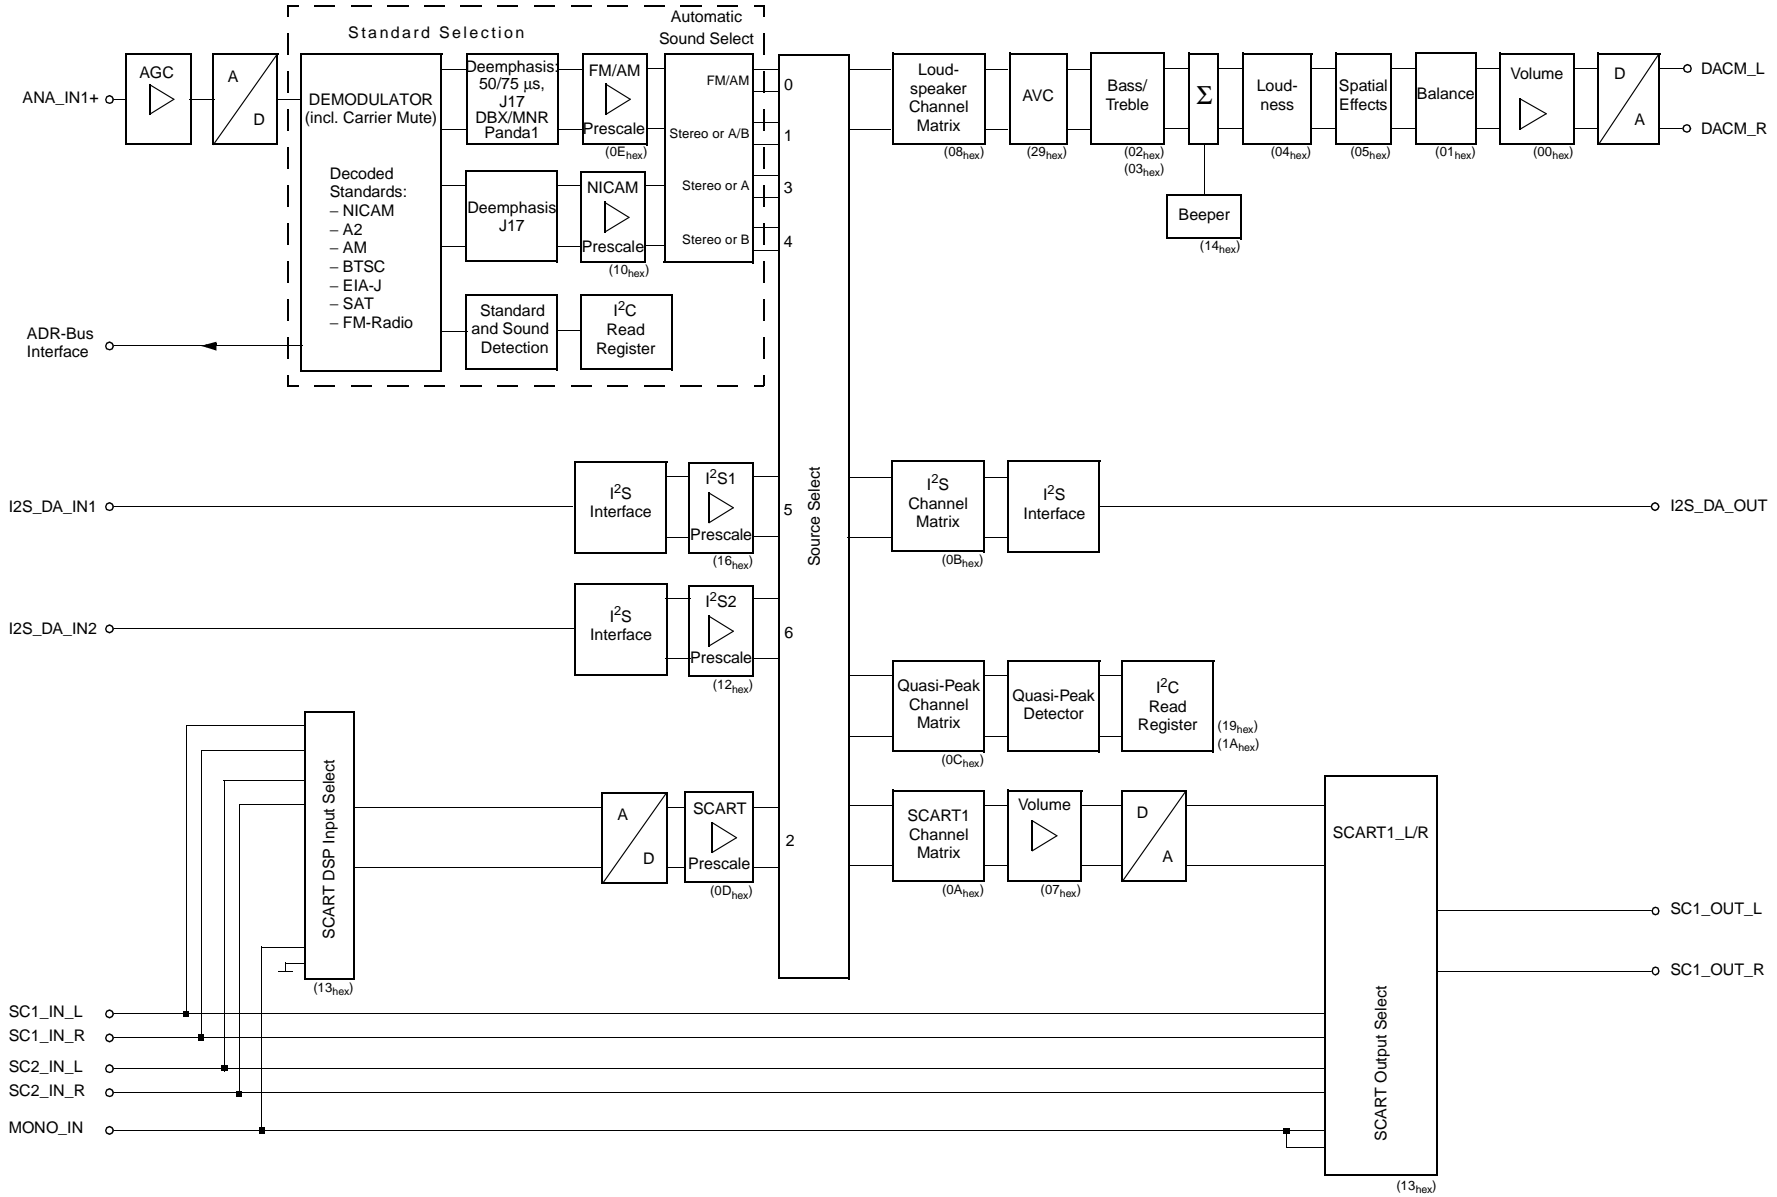 Standard Selection
Automatic
Sound Select
ANA_IN1+
AGC
A
D
DEMODULATOR
(incl. Carrier Mute)
Decoded
Standards:
– NICAM
– A2
– AM
– BTSC
– EIA-J
– SAT
– FM-Radio
Deemphasis:
50/75 µs,
J17
DBX/MNR
Panda1
FM/AM
Prescale
(0Ehex)
Deemphasis
J17
NICAM
Prescale
(10hex)
FM/AM
Stereo or A/B
Stereo or A
Stereo or B
Standard
and Sound
Detection
I2C
Read
Register
ADR-Bus
Interface
0
1
3
4
5
6
2
Source Select
Loud-
speaker
Channel
Matrix
(08hex)
AVC
(29hex)
Bass/
Treble
(02hex)
(03hex)
Σ
Beeper
(14hex)
Loud-
ness
(04hex)
Spatial
Effects
(05hex)
Balance
(01hex)
Volume
(00hex)
D
A
DACM_L
DACM_R
I2S_DA_IN1
I2S
Interface
I2S1
Prescale
(16hex)
I2S
Channel
Matrix
(0Bhex)
I2S
Interface
I2S_DA_OUT
I2S_DA_IN2
I2S
Interface
I2S2
Prescale
(12hex)
Quasi-Peak
Channel
Matrix
(0Chex)
Quasi-Peak
Detector
I2C
Read
Register
(19hex)
(1Ahex)
SCART DSP Input Select
(13hex)
A
D
SCART
Prescale
(0Dhex)
SCART1
Channel
Matrix
(0Ahex)
Volume
(07hex)
D
A
SCART1_L/R
SCART Output Select
(13hex)
SC1_OUT_L
SC1_OUT_R
SC1_IN_L
SC1_IN_R
SC2_IN_L
SC2_IN_R
MONO_IN